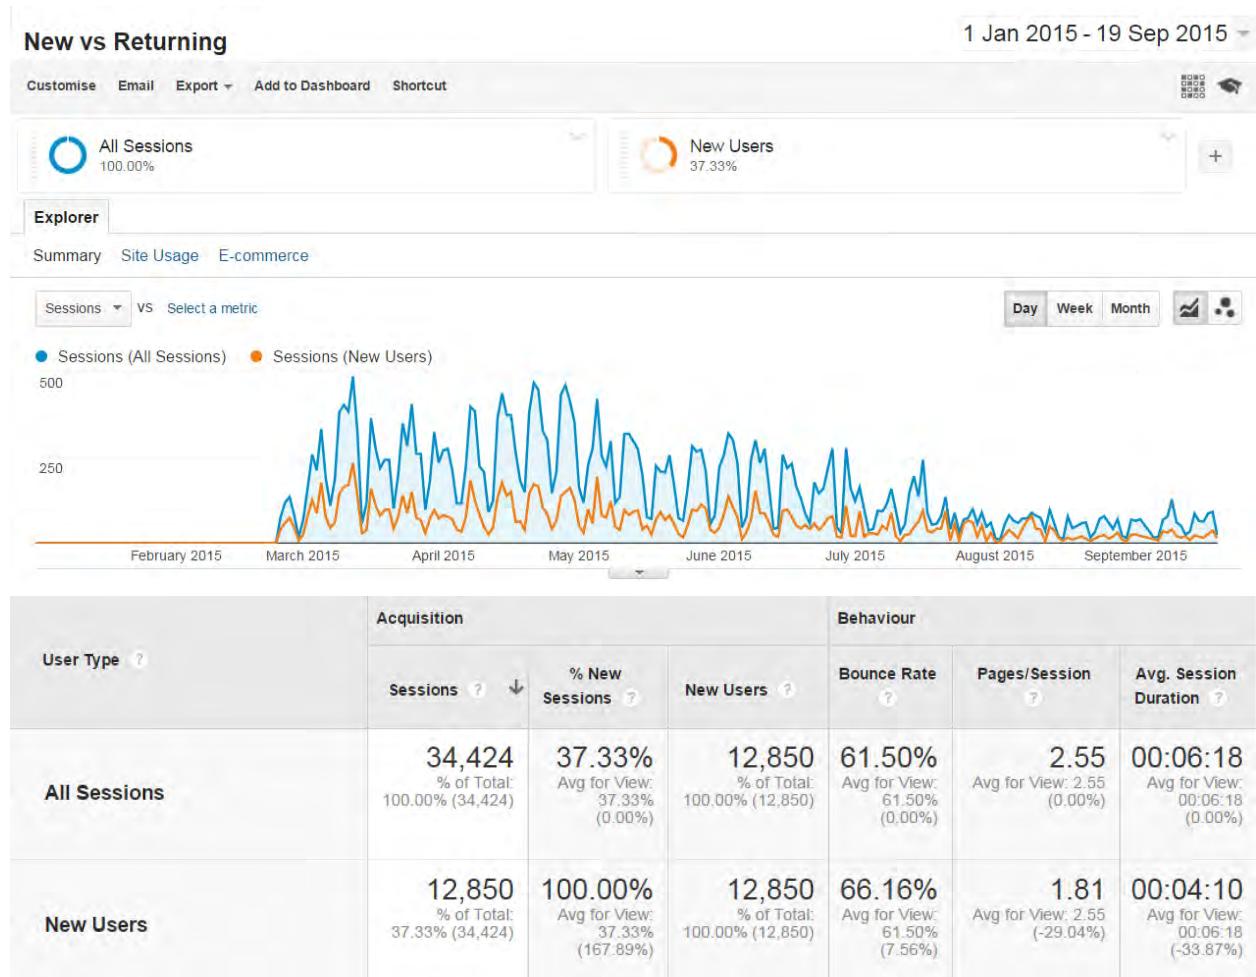 New vs Returning
1 Jan 2015 - 19 Sep 2015
Customise Email Export Add to Dashboard Shortcut
All Sessions
100.00%
New Users
37.33%
+
Explorer
Summary Site Usage E-commerce
Sessions VS Select a metric
Day Week Month
Sessions (All Sessions) Sessions (New Users)
500
250
February 2015 March 2015 April 2015 May 2015 June 2015 July 2015 August 2015 September 2015
User Type ?
Acquisition
Behaviour
Sessions ?
% New
Sessions ?
New Users ?
Bounce Rate
?
Pages/Session
?
Avg. Session
Duration ?
All Sessions
34,424
% of Total:
100.00% (34,424)
37.33%
Avg for View:
37.33%
(0.00%)
12,850
% of Total:
100.00% (12,850)
61.50%
Avg for View:
61.50%
(0.00%)
2.55
Avg for View: 2.55
(0.00%)
00:06:18
Avg for View:
00:06:18
(0.00%)
New Users
12,850
% of Total:
37.33% (34,424)
100.00%
Avg for View:
37.33%
(167.89%)
12,850
% of Total:
100.00% (12,850)
66.16%
Avg for View:
61.50%
(7.56%)
1.81
Avg for View: 2.55
(-29.04%)
00:04:10
Avg for View:
00:06:18
(-33.87%)